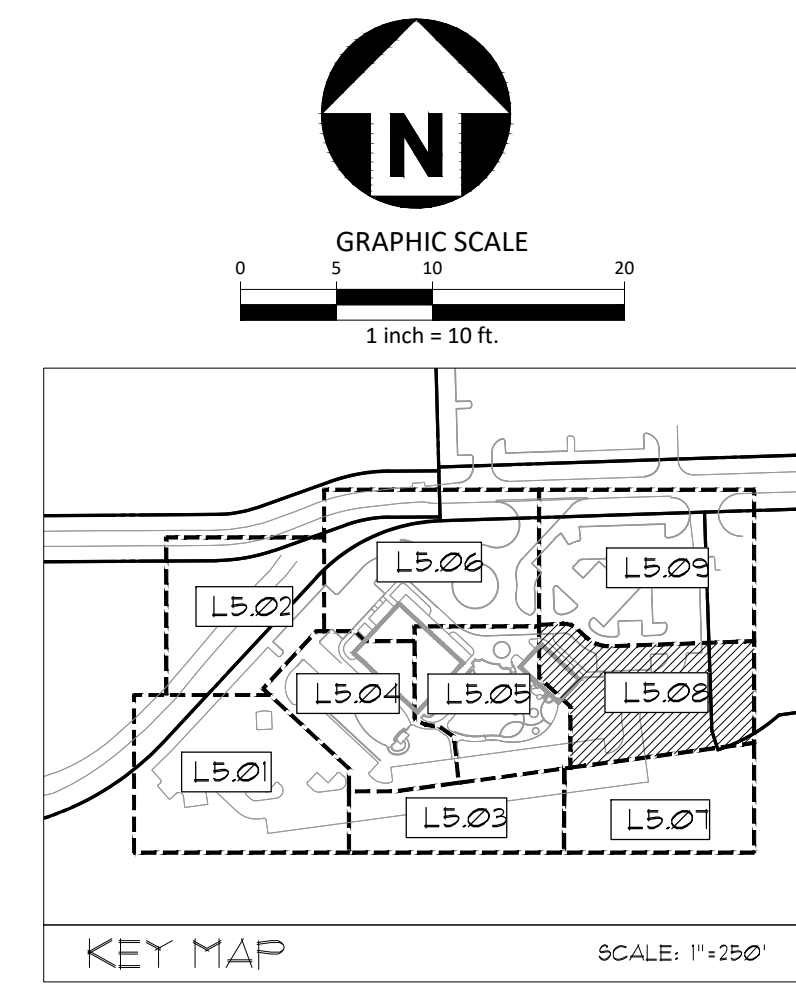 N
GRAPHIC SCALE
0 5 10 20
1 inch = 10 ft.
L5.06
L5.09
L5.02
L5.04
L5.05
L5.08
L5.01
L5.03
L5.07
KEY MAP
SCALE: 1"=250'